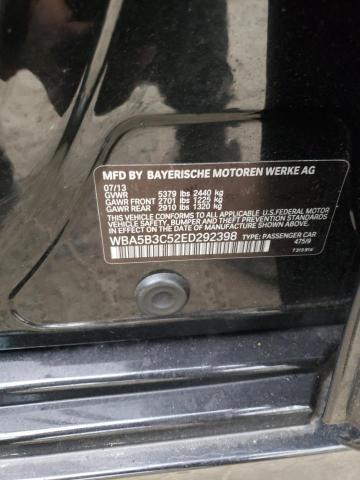 MFD BY BAYERISCHE MOTOREN WERKE AG
07/13
GVWR 5379 lbs 2440 kg
GAWR FRONT 2701 lbs 1225 kg
GAWR REAR 2910 lbs 1320 kg
THIS VEHICLE CONFORMS TO ALL APPLICABLE U.S. FEDERAL MOTOR
VEHICLE SAFETY, BUMPER AND THEFT PREVENTION STANDARDS
IN EFFECT ON THE DATE OF MANUFACTURE SHOWN ABOVE.
WBA5B3C52ED292398 TYPE: PASSENGER CAR
475/9